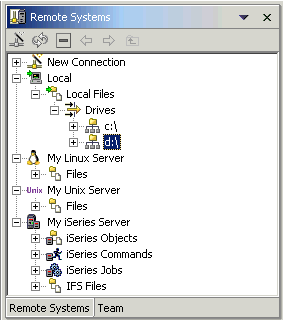 Remote Systems
New Connection
Local
Local Files
Drives
c:\
d:\
My Linux Server
Files
Unix My Unix Server
Files
My iSeries Server
iSeries Objects
iSeries Commands
iSeries Jobs
IFS Files
Remote Systems Team